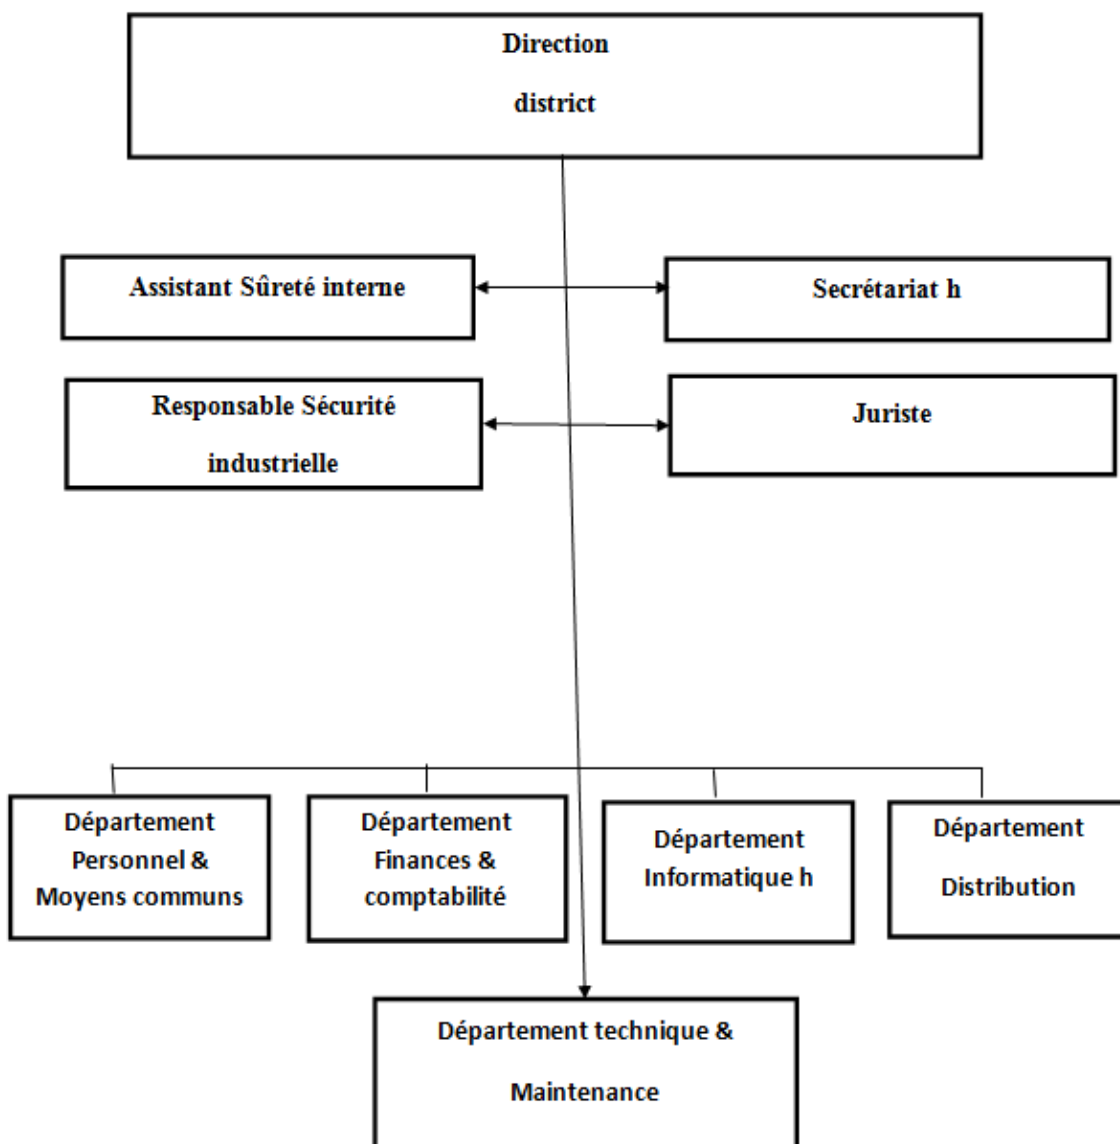 Direction
district
Assistant Sûreté interne
Secrétariat h
Responsable Sécurité
industrielle
Juriste
Département
Personnel &
Moyens communs
Département
Finances &
comptabilité
Département
Informatique h
Département
Distribution
Département technique &
Maintenance